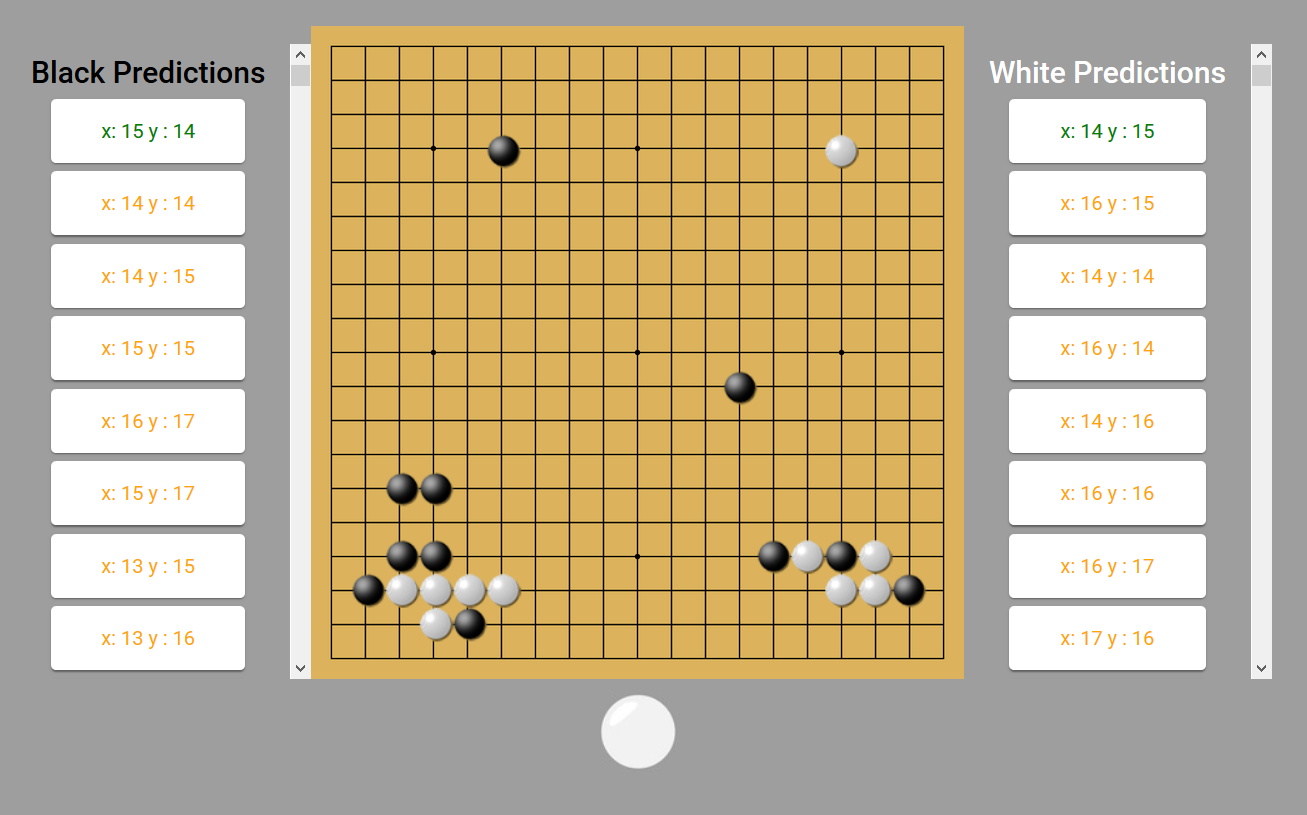 Black Predictions
x: 15 y : 14
x: 14 y : 14
x: 14 y : 15
x: 15 y : 15
x: 16 y : 17
x: 15 y : 17
x: 13 y : 15
x: 13 y : 16
White Predictions
x: 14 y : 15
x: 16 y : 15
x: 14 y : 14
x: 16 y : 14
x: 14 y : 16
x: 16 y : 16
x: 16 y : 17
x: 17 y : 16